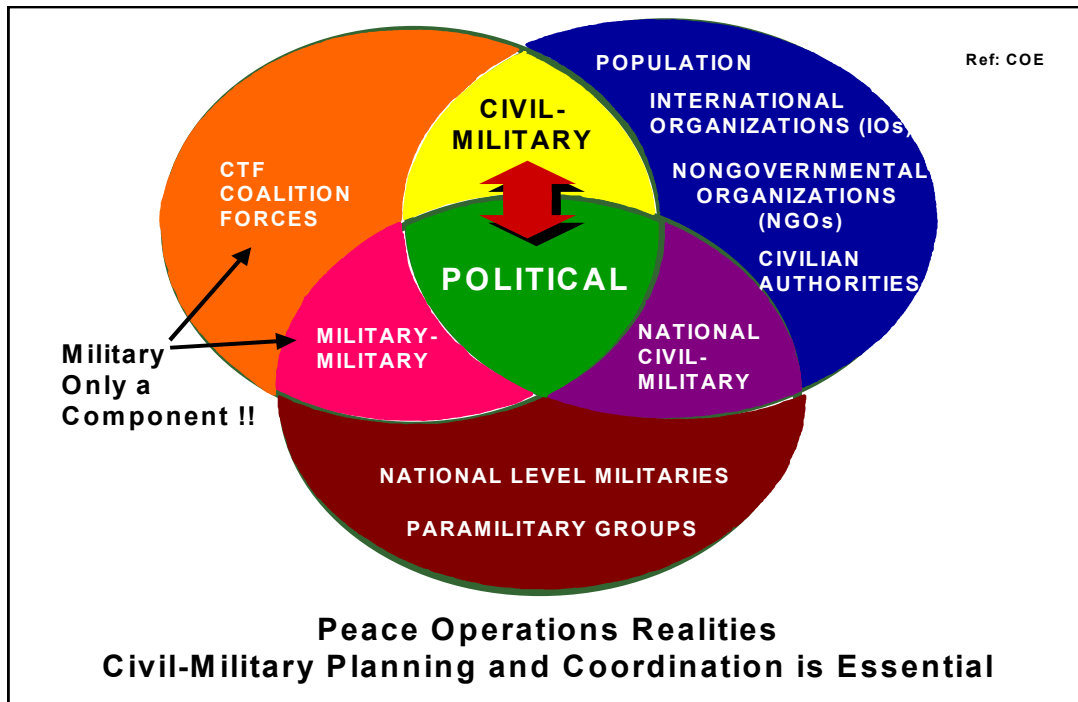 Ref: COE
POPULATION
INTERNATIONAL
ORGANIZATIONS (IOs)
NONGOVERNMENTAL
ORGANIZATIONS
(NGOs)
CIVILIAN
AUTHORITIES
CIVIL-
MILITARY
CTF
COALITION
FORCES
POLITICAL
MILITARY-
MILITARY
NATIONAL
CIVIL-
MILITARY
Military
Only a
Component !!
NATIONAL LEVEL MILITARIES
PARAMILITARY GROUPS
Peace Operations Realities
Civil-Military Planning and Coordination is Essential